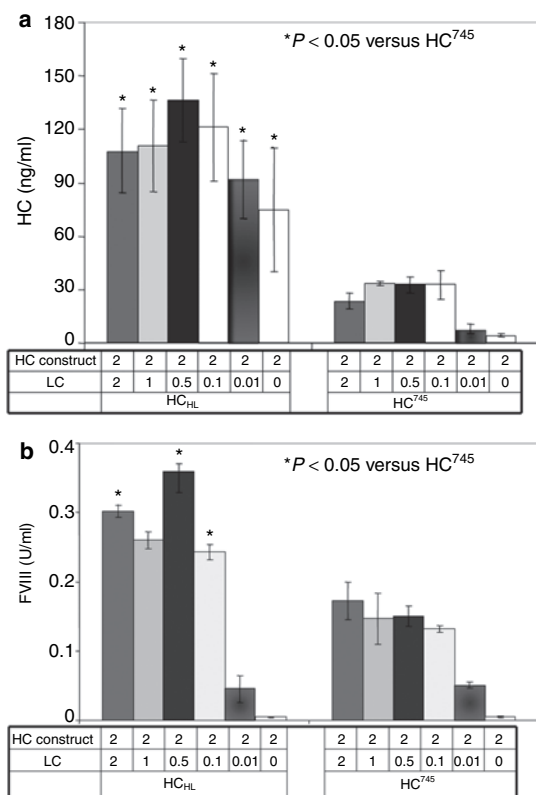 a
180
*P < 0.05 versus HC⁷⁴⁵
150
120
90
60
30
0
HC (ng/ml)
* * * * * *
HC construct 2 2 2 2 2 2 2 2 2 2 2 2
LC 2 1 0.5 0.1 0.01 0 2 1 0.5 0.1 0.01 0
HC_HL HC⁷⁴⁵
b
0.4
*P < 0.05 versus HC⁷⁴⁵
0.3
0.2
0.1
0
FVIII (U/ml)
* * *
HC construct 2 2 2 2 2 2 2 2 2 2 2 2
LC 2 1 0.5 0.1 0.01 0 2 1 0.5 0.1 0.01 0
HC_HL HC⁷⁴⁵